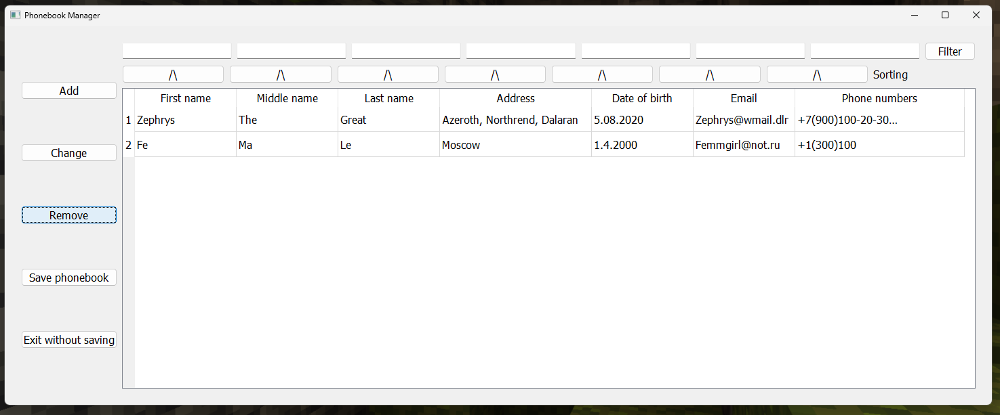 Phonebook Manager
Filter
/\ /\ /\ /\ /\ /\ /\ Sorting
Add
Change
Remove
Save phonebook
Exit without saving
First name Middle name Last name Address Date of birth Email Phone numbers
1 Zephrys The Great Azeroth, Northrend, Dalaran 5.08.2020 Zephrys@wmail.dlr +7(900)100-20-30...
2 Fe Ma Le Moscow 1.4.2000 Femmgirl@not.ru +1(300)100